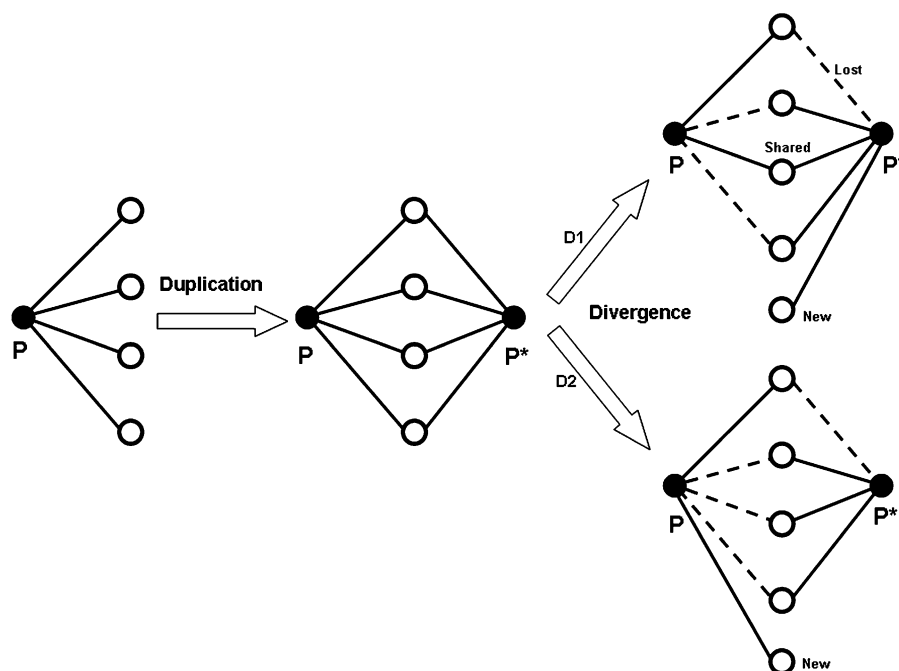 P
Duplication
P
P*
D1
Divergence
D2
Lost
Shared
P
P*
New
P
P*
New